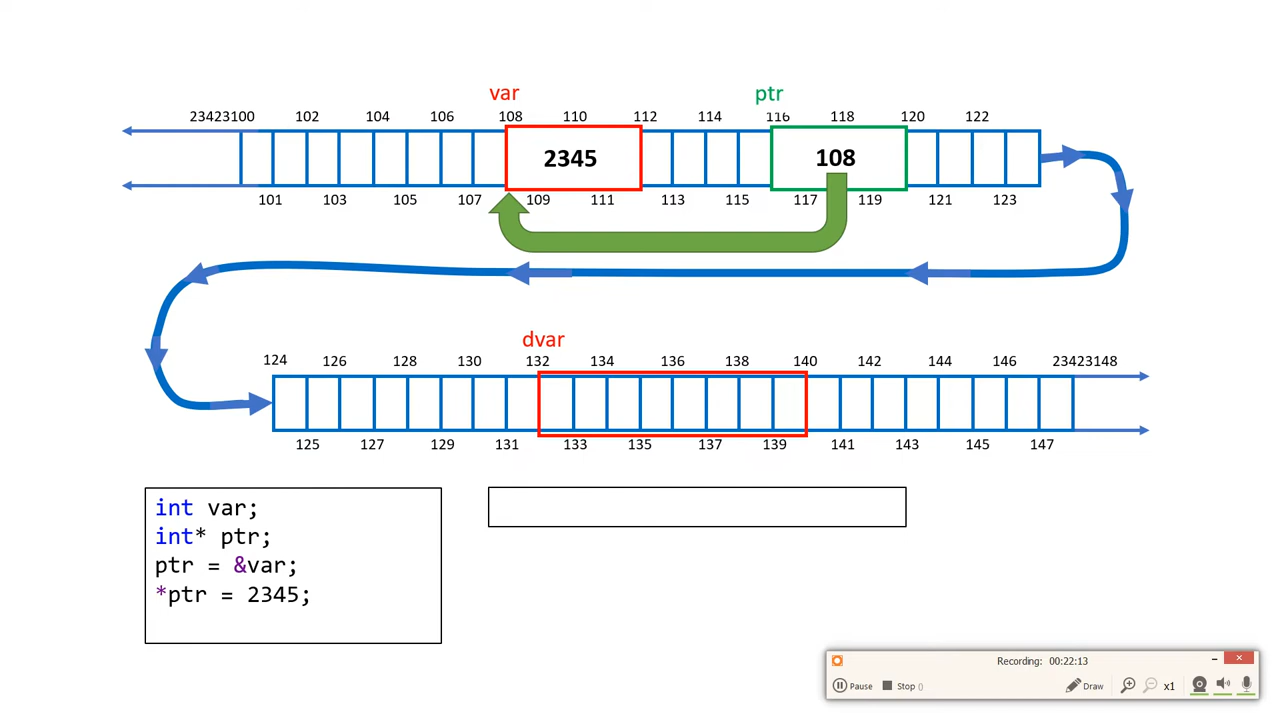 var ptr
23423100 102 104 106 108 110 112 114 116 118 120 122
2345 108
101 103 105 107 109 111 113 115 117 119 121 123
dvar
124 126 128 130 132 134 136 138 140 142 144 146 23423148
125 127 129 131 133 135 137 139 141 143 145 147
int var;
int* ptr;
ptr = &var;
*ptr = 2345;
Recording: 00:22:13
Pause Stop () Draw x1